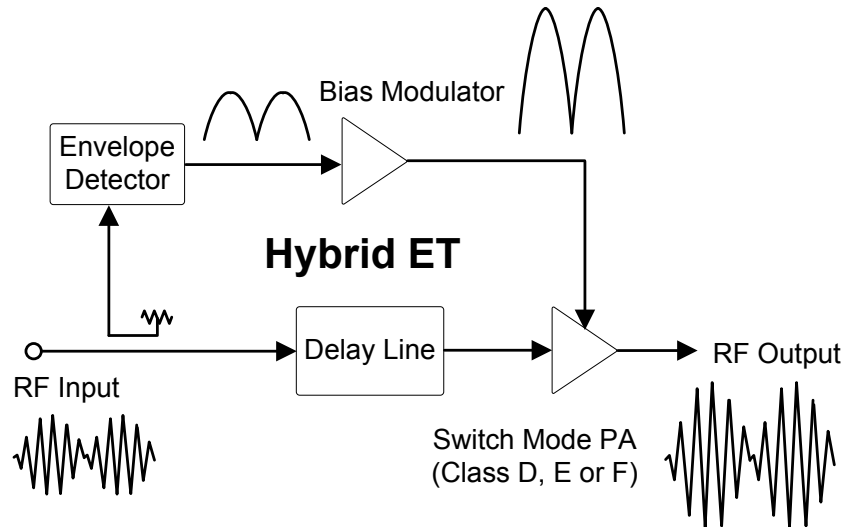 Bias Modulator
Envelope
Detector
Hybrid ET
Delay Line
RF Output
RF Input
Switch Mode PA
(Class D, E or F)